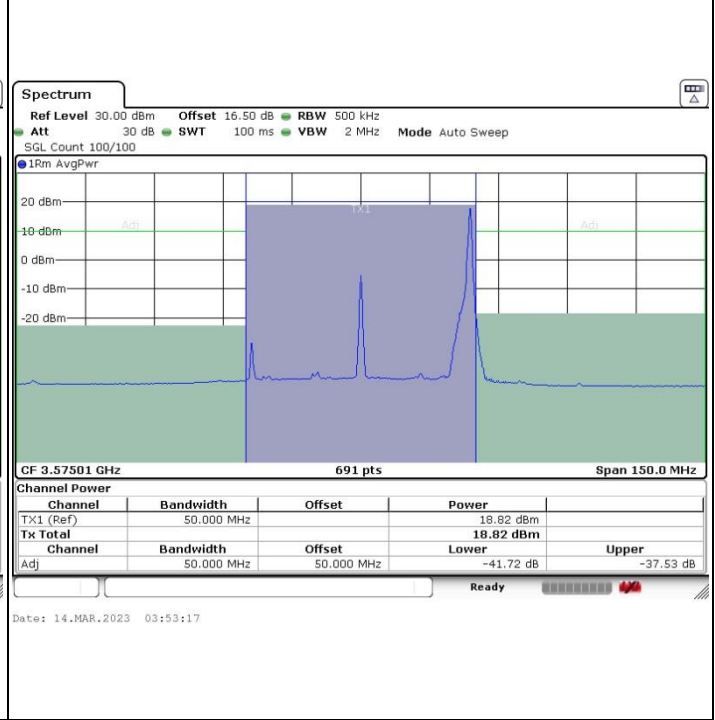 Spectrum
Ref Level 30.00 dBm Offset 16.50 dB RBW 500 kHz
Att 30 dB SWT 100 ms VBW 2 MHz Mode Auto Sweep
SGL Count 100/100
1Rm AvgPwr
20 dBm
TX1
Adj Adj
10 dBm
0 dBm
-10 dBm
-20 dBm
CF 3.57501 GHz 691 pts Span 150.0 MHz
Channel Power
Channel Bandwidth Offset Power
TX1 (Ref) 50.000 MHz 18.82 dBm
Tx Total 18.82 dBm
Channel Bandwidth Offset Lower Upper
Adj 50.000 MHz 50.000 MHz -41.72 dB -37.53 dB
Ready
Date: 14.MAR.2023 03:53:17